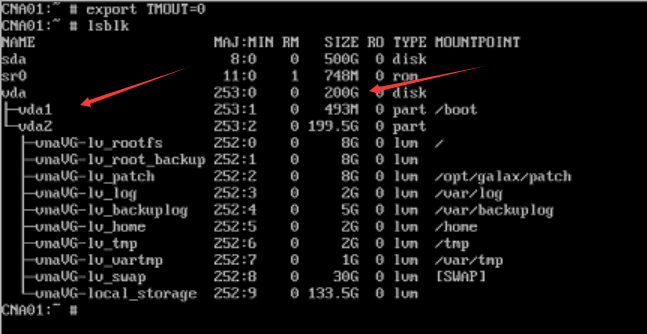 CNA01:~ # export TMOUT=0
CNA01:~ # lsblk
NAME                      MAJ:MIN RM   SIZE RO TYPE MOUNTPOINT
sda                         8:0    0   500G  0 disk
sr0                        11:0    1   748M  0 rom
vda                       253:0    0   200G  0 disk
├─vda1                    253:1    0   493M  0 part /boot
└─vda2                    253:2    0 199.5G  0 part
  ├─vnaVG-lv_rootfs       252:0    0     8G  0 lvm  /
  ├─vnaVG-lv_root_backup  252:1    0     8G  0 lvm
  ├─vnaVG-lv_patch        252:2    0     8G  0 lvm  /opt/galax/patch
  ├─vnaVG-lv_log          252:3    0     2G  0 lvm  /var/log
  ├─vnaVG-lv_backuplog    252:4    0     5G  0 lvm  /var/backuplog
  ├─vnaVG-lv_home         252:5    0     2G  0 lvm  /home
  ├─vnaVG-lv_tmp          252:6    0     2G  0 lvm  /tmp
  ├─vnaVG-lv_vartmp       252:7    0     1G  0 lvm  /var/tmp
  ├─vnaVG-lv_swap         252:8    0    30G  0 lvm  [SWAP]
  └─vnaVG-local_storage   252:9    0 133.5G  0 lvm
CNA01:~ #